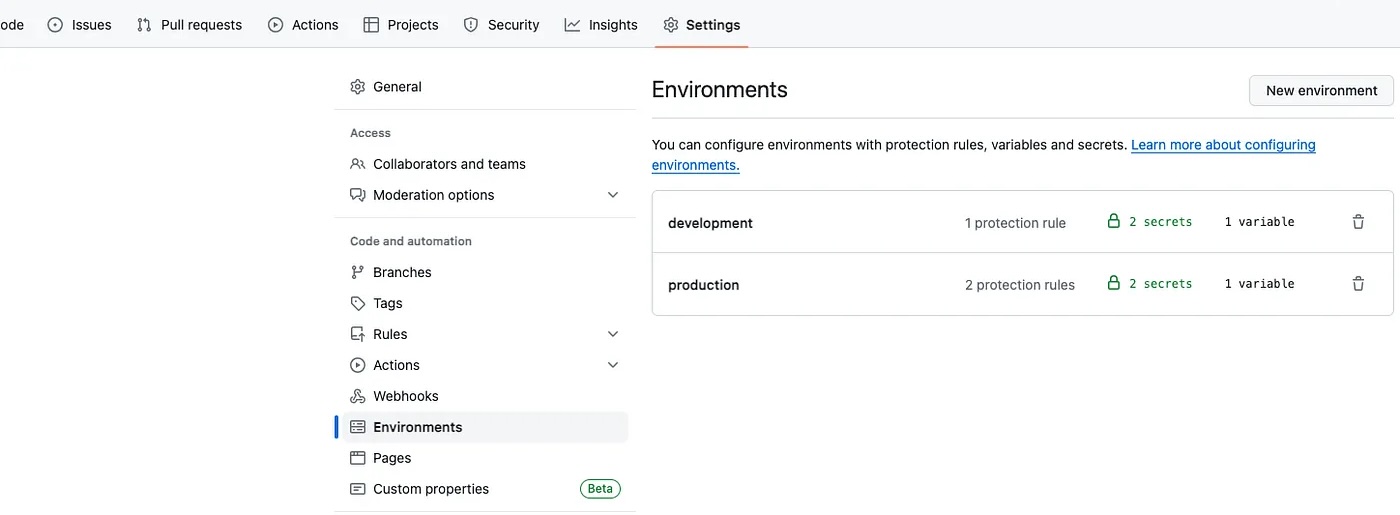 ode Issues Pull requests Actions Projects Security Insights Settings
General
Access
Collaborators and teams
Moderation options
Code and automation
Branches
Tags
Rules
Actions
Webhooks
Environments
Pages
Custom properties Beta
Environments New environment
You can configure environments with protection rules, variables and secrets. Learn more about configuring
environments.
development 1 protection rule 2 secrets 1 variable
production 2 protection rules 2 secrets 1 variable